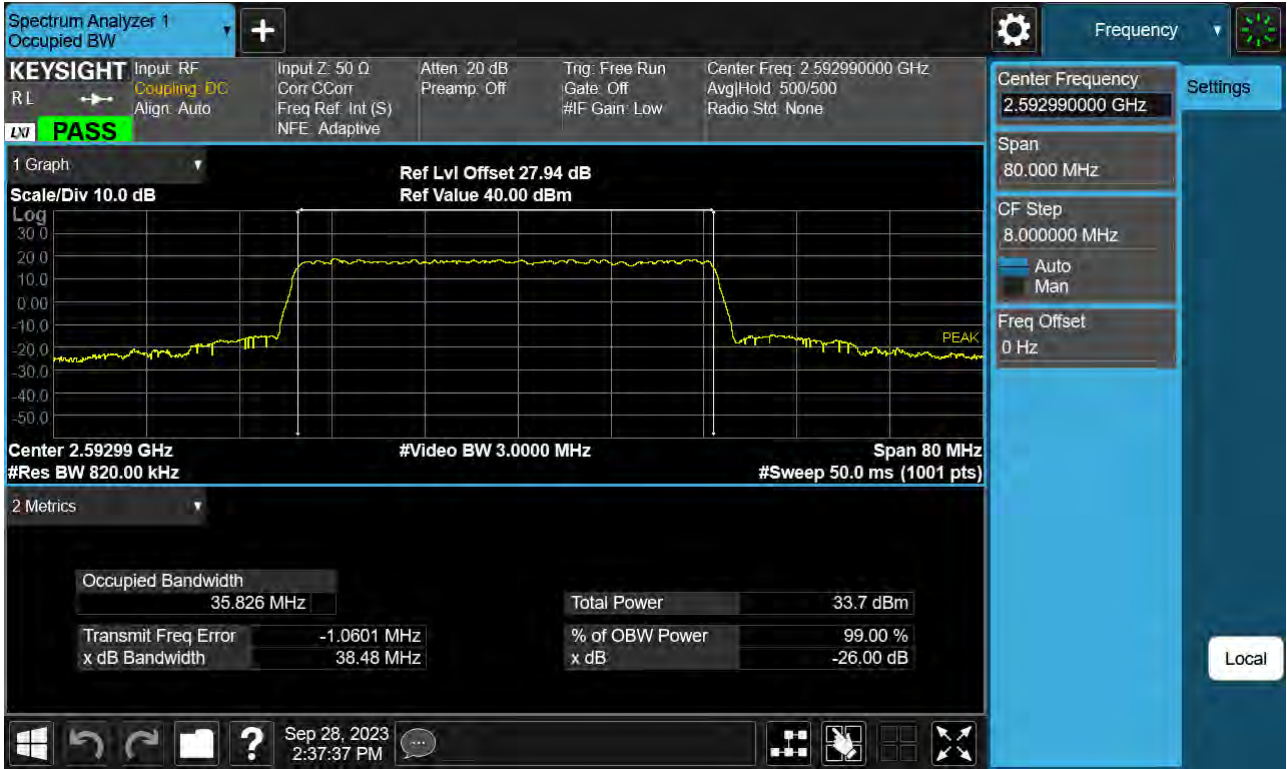 Spectrum Analyzer 1
Occupied BW
Frequency
KEYSIGHT
RL
LXI
PASS
Input: RF
Coupling: DC
Align: Auto
Input Z: 50 Ω
Corr CCorr
Freq Ref: Int (S)
NFE: Adaptive
Atten: 20 dB
Preamp: Off
Trig: Free Run
Gate: Off
#IF Gain: Low
Center Freq: 2.592990000 GHz
Avg|Hold: 500/500
Radio Std: None
1 Graph
Scale/Div 10.0 dB
Ref Lvl Offset 27.94 dB
Ref Value 40.00 dBm
Log
30.0
20.0
10.0
0.00
-10.0
-20.0
-30.0
-40.0
-50.0
PEAK
Center 2.59299 GHz
#Video BW 3.0000 MHz
Span 80 MHz
#Res BW 820.00 kHz
#Sweep 50.0 ms (1001 pts)
2 Metrics
Occupied Bandwidth
35.826 MHz
Transmit Freq Error -1.0601 MHz
x dB Bandwidth 38.48 MHz
Total Power 33.7 dBm
% of OBW Power 99.00 %
x dB -26.00 dB
Sep 28, 2023
2:37:37 PM
Center Frequency
2.592990000 GHz
Span
80.000 MHz
CF Step
8.000000 MHz
Auto
Man
Freq Offset
0 Hz
Settings
Local